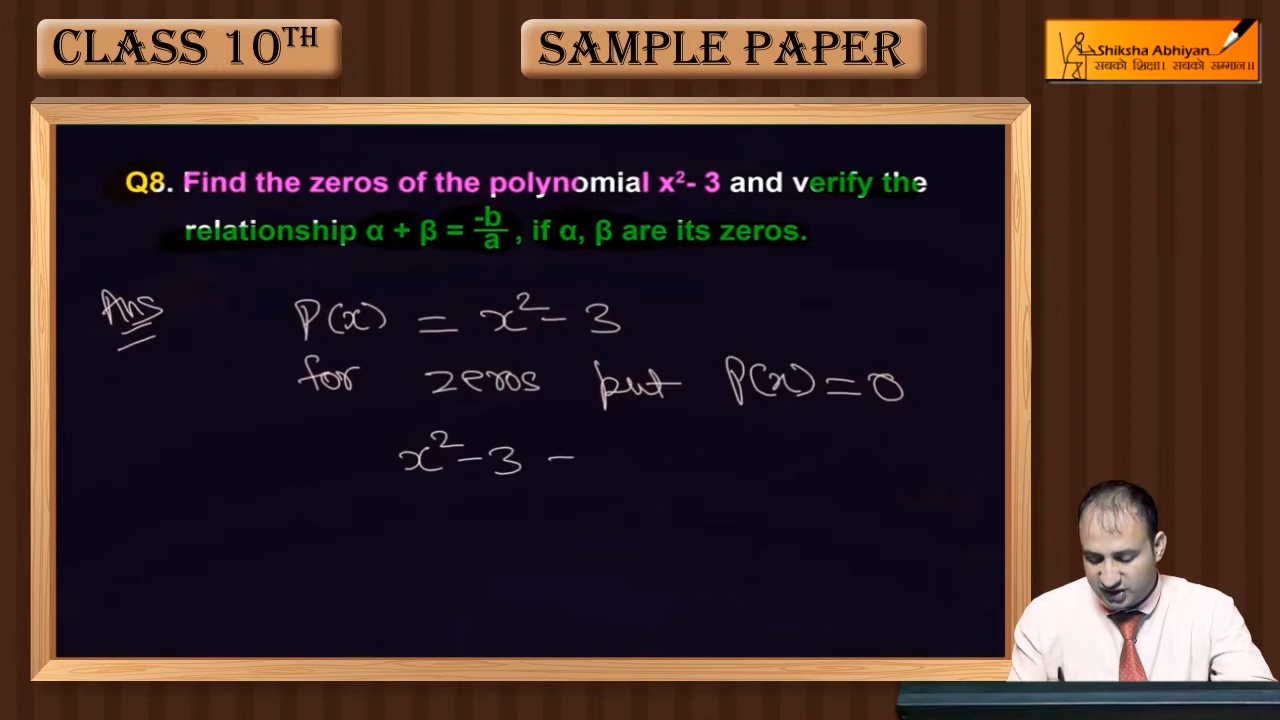 CLASS 10TH
SAMPLE PAPER
Shiksha Abhiyan
सबको शिक्षा। सबको सम्मान॥
Q8. Find the zeros of the polynomial x²- 3 and verify the
relationship α + β = -b/a , if α, β are its zeros.
Ans
P(x) = x² - 3
for zeros put P(x) = 0
x² - 3 -